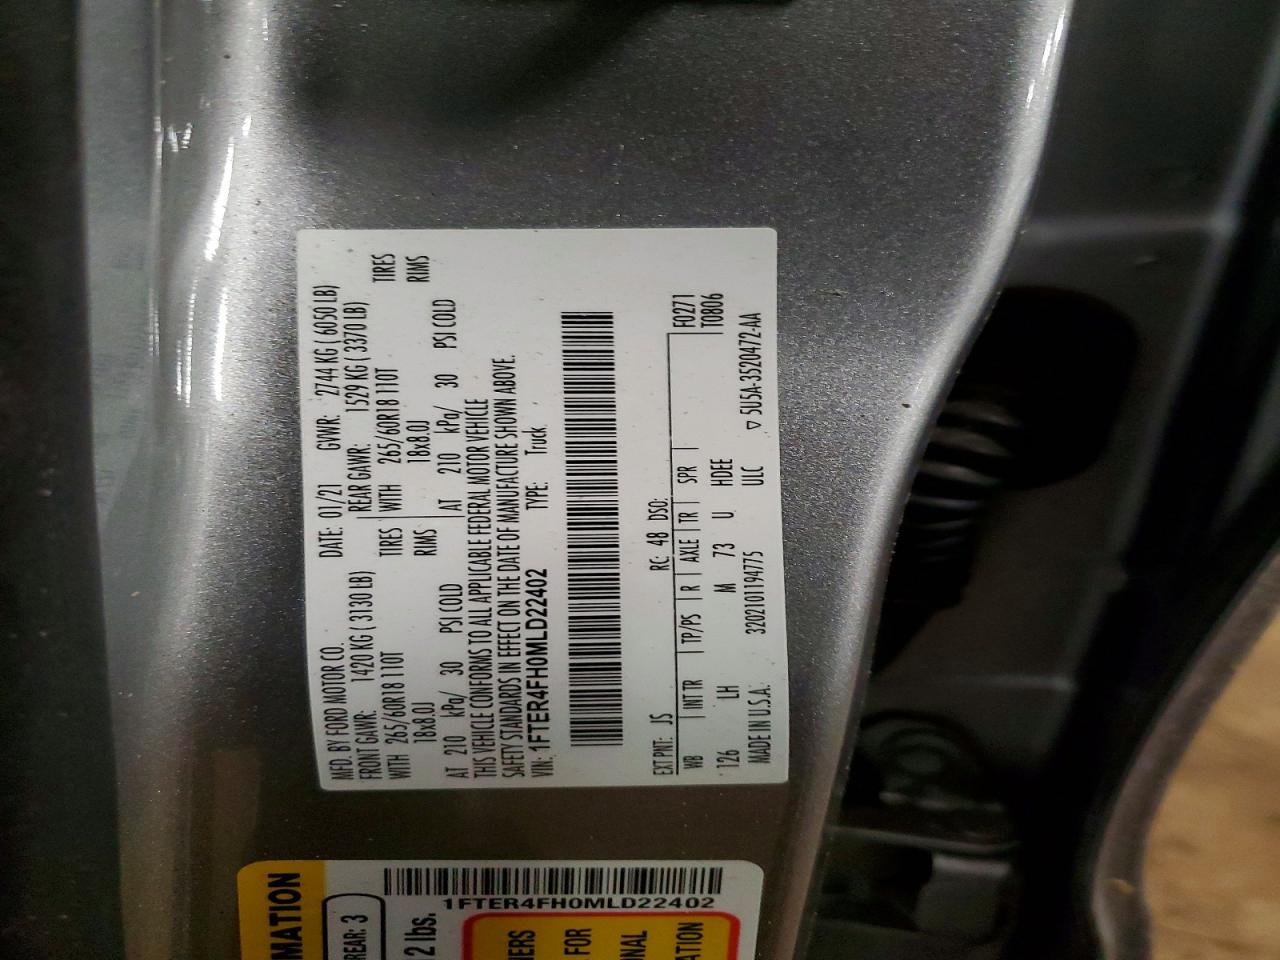 MFD. BY FORD MOTOR CO. DATE: 01/21 GVWR: 2744 KG ( 6050 LB)
FRONT GAWR: 1420 KG ( 3130 LB) REAR GAWR: 1529 KG ( 3370 LB)
WITH 265/60R18 110T TIRES WITH 265/60R18 110T TIRES
18x8.0J RIMS 18x8.0J RIMS
AT 210 kPa/ 30 PSI COLD AT 210 kPa/ 30 PSI COLD
THIS VEHICLE CONFORMS TO ALL APPLICABLE FEDERAL MOTOR VEHICLE
SAFETY STANDARDS IN EFFECT ON THE DATE OF MANUFACTURE SHOWN ABOVE.
VIN: 1FTER4FH0MLD22402 TYPE: Truck
EXT PNT: JS RC: 48 DSO: F0271
WB INT TR TP/PS R AXLE TR SPR T0806
126 LH M 73 U HDEE
MADE IN U.S.A. 320210194775 ULC ▽ 5U5A-3520472-AA
MATION
REAR: 3
2 lbs.
1FTER4FH0MLD22402
IERS
FOR
ONAL
ATION